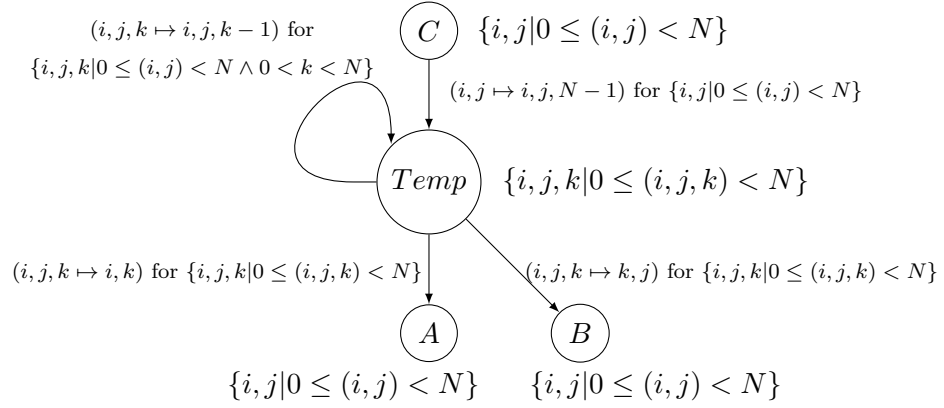 (i, j, k ↦ i, j, k − 1) for
{i, j, k|0 ≤ (i, j) < N ∧ 0 < k < N}
C
{i, j|0 ≤ (i, j) < N}
(i, j ↦ i, j, N − 1) for {i, j|0 ≤ (i, j) < N}
Temp
{i, j, k|0 ≤ (i, j, k) < N}
(i, j, k ↦ i, k) for {i, j, k|0 ≤ (i, j, k) < N}
(i, j, k ↦ k, j) for {i, j, k|0 ≤ (i, j, k) < N}
A
B
{i, j|0 ≤ (i, j) < N}
{i, j|0 ≤ (i, j) < N}